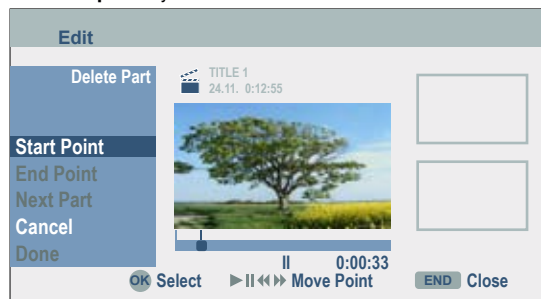 Edit
Delete Part
TITLE 1
24.11. 0:12:55
Start Point
End Point
Next Part
Cancel
Done
0:00:33
OK Select Move Point END Close